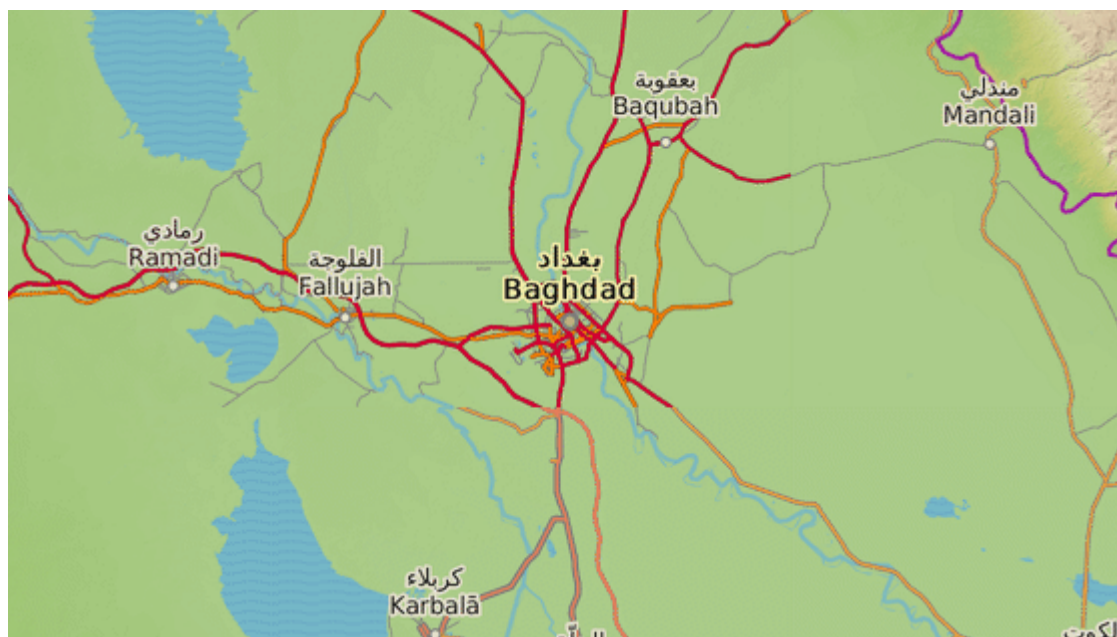 بعقوبة
Baqubah
مندلي
Mandali
رمادي
Ramadi
الفلوجة
Fallujah
بغداد
Baghdad
كربلاء
Karbalā